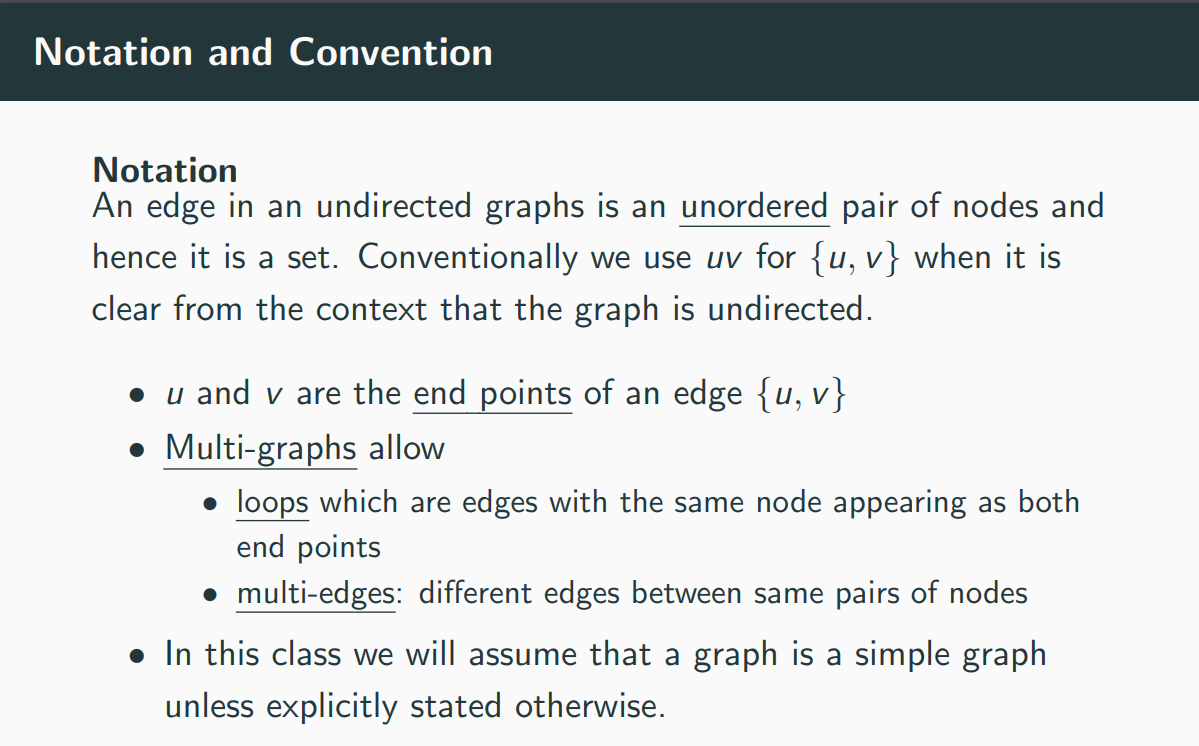 Notation and Convention
Notation
An edge in an undirected graphs is an unordered pair of nodes and
hence it is a set. Conventionally we use uv for {u, v} when it is
clear from the context that the graph is undirected.
• u and v are the end points of an edge {u, v}
• Multi-graphs allow
• loops which are edges with the same node appearing as both
end points
• multi-edges: different edges between same pairs of nodes
• In this class we will assume that a graph is a simple graph
unless explicitly stated otherwise.